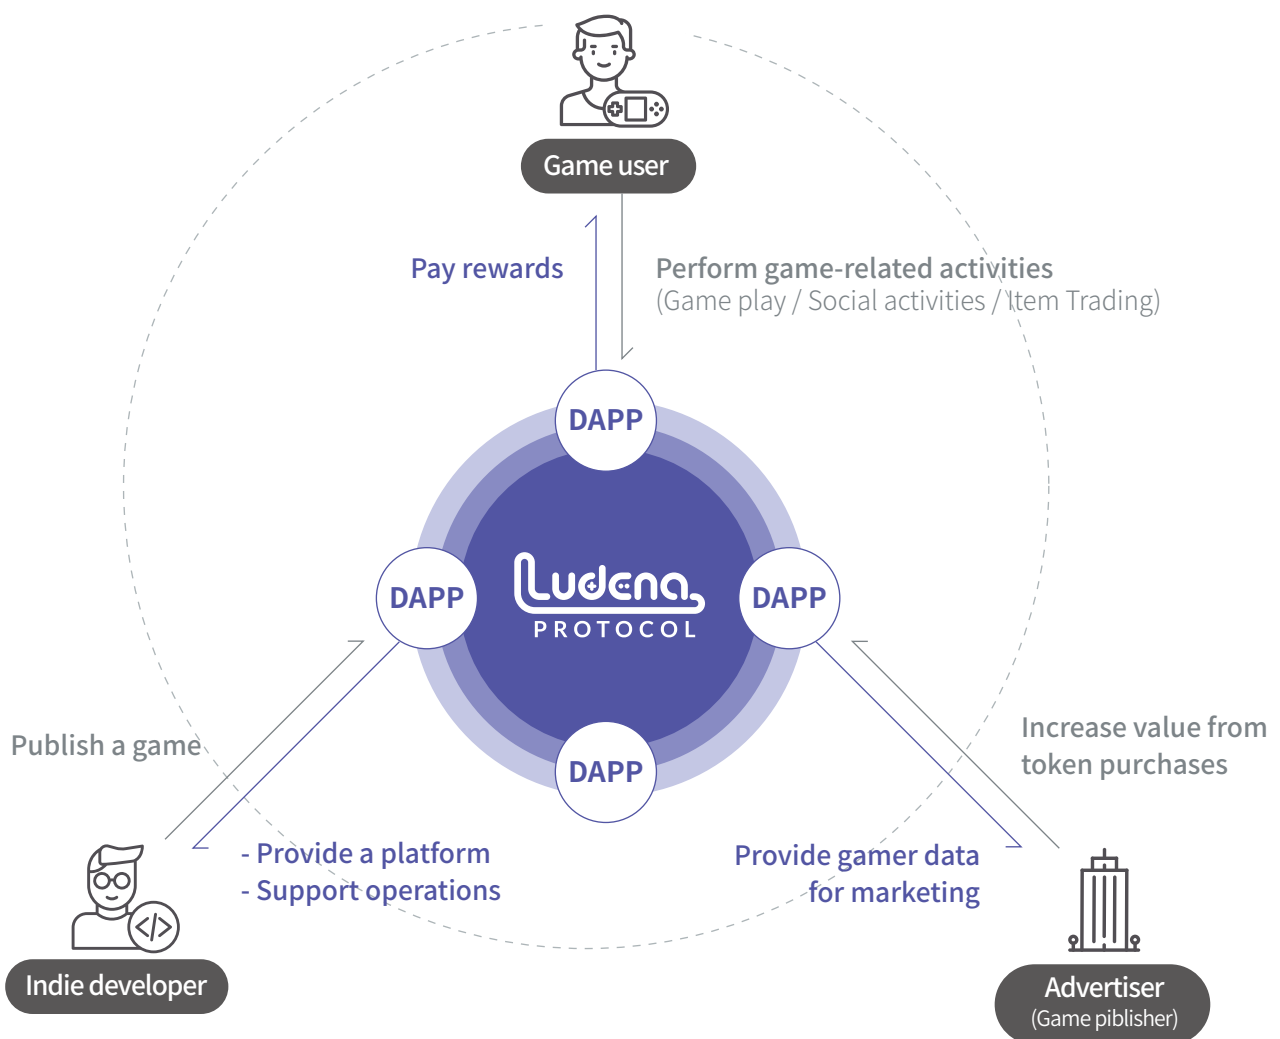 Game user
Pay rewards
Perform game-related activities
(Game play / Social activities / Item Trading)
DAPP
DAPP
Ludena
PROTOCOL
DAPP
DAPP
Publish a game
Increase value from
token purchases
- Provide a platform
- Support operations
Provide gamer data
for marketing
</>
Indie developer
Advertiser
(Game piblisher)